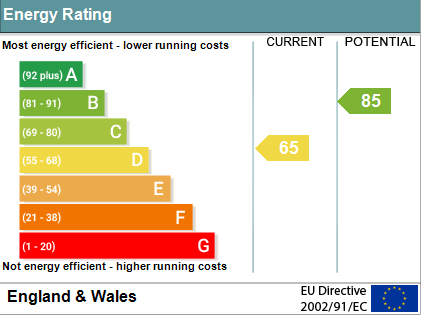 Energy Rating
Most energy efficient - lower running costs
CURRENT
POTENTIAL
(92 plus) A
(81 - 91) B
(69 - 80) C
(55 - 68) D
(39 - 54) E
(21 - 38) F
(1 - 20) G
65
85
Not energy efficient - higher running costs
England & Wales
EU Directive
2002/91/EC